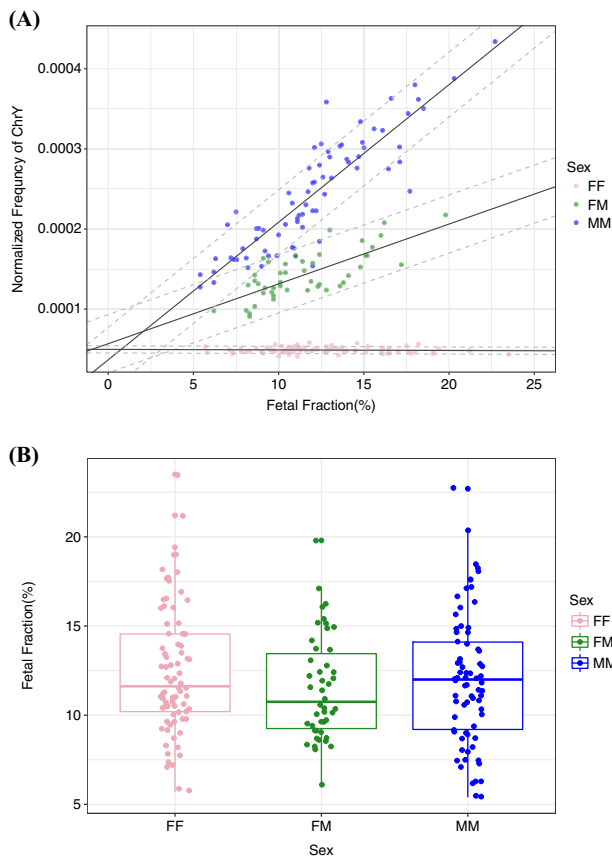 (A)
Normalized Frequncy of ChrY
0.0004
0.0003
0.0002
0.0001
0
5
10
15
20
25
Fetal Fraction(%)
Sex
FF
FM
MM
(B)
Fetal Fraction(%)
20
15
10
5
FF
FM
MM
Sex
Sex
FF
FM
MM